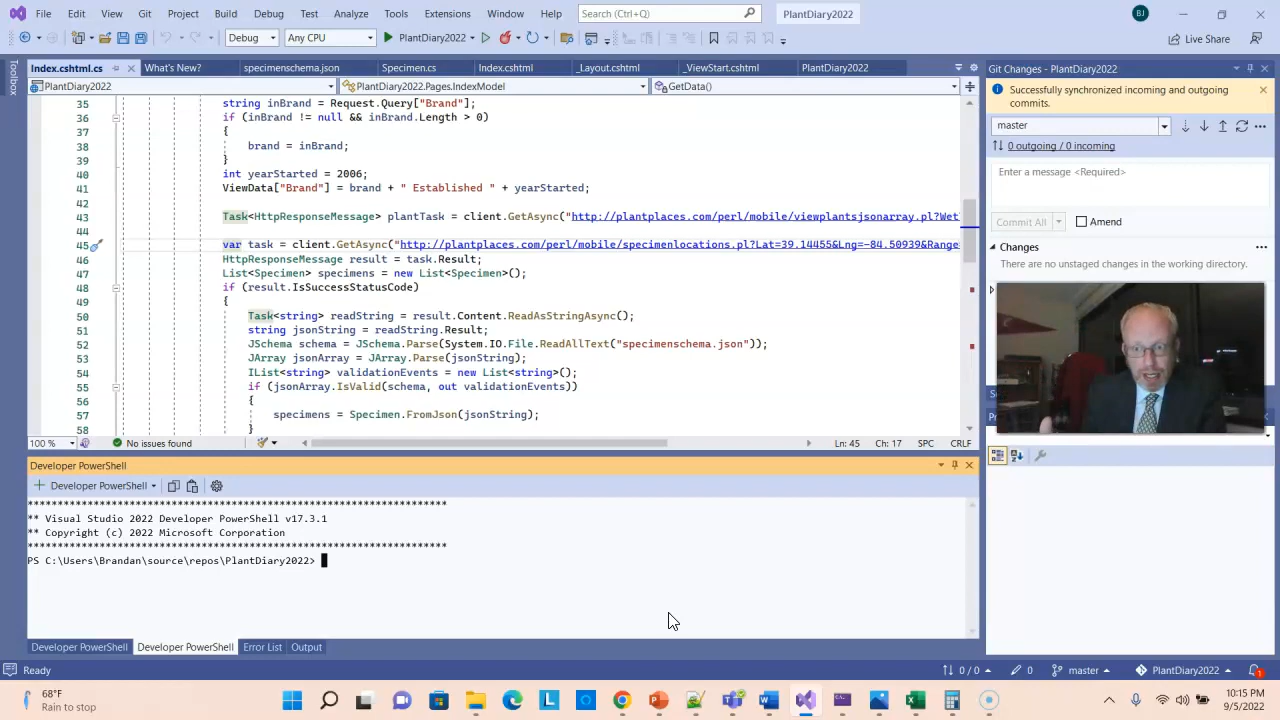 File Edit View Git Project Build Debug Test Analyze Tools Extensions Window Help Search (Ctrl+Q) PlantDiary2022 BJ
Debug Any CPU PlantDiary2022 Live Share
Toolbox
Index.cshtml.cs What's New? specimenschema.json Specimen.cs Index.cshtml _Layout.cshtml _ViewStart.cshtml PlantDiary2022
PlantDiary2022 PlantDiary2022.Pages.IndexModel GetData()
35 string inBrand = Request.Query["Brand"];
36 if (inBrand != null && inBrand.Length > 0)
37 {
38 brand = inBrand;
39 }
40 int yearStarted = 2006;
41 ViewData["Brand"] = brand + " Established " + yearStarted;
42
43 Task<HttpResponseMessage> plantTask = client.GetAsync("http://plantplaces.com/perl/mobile/viewplantsjsonarray.pl?Wet
44
45 var task = client.GetAsync("http://plantplaces.com/perl/mobile/specimenlocations.pl?Lat=39.14455&Lng=-84.50939&Range=
46 HttpResponseMessage result = task.Result;
47 List<Specimen> specimens = new List<Specimen>();
48 if (result.IsSuccessStatusCode)
49 {
50 Task<string> readString = result.Content.ReadAsStringAsync();
51 string jsonString = readString.Result;
52 JSchema schema = JSchema.Parse(System.IO.File.ReadAllText("specimenschema.json"));
53 JArray jsonArray = JArray.Parse(jsonString);
54 IList<string> validationEvents = new List<string>();
55 if (jsonArray.IsValid(schema, out validationEvents))
56 {
57 specimens = Specimen.FromJson(jsonString);
58 }
100 % No issues found Ln: 45 Ch: 17 SPC CRLF
Developer PowerShell
+ Developer PowerShell
**********************************************************************
** Visual Studio 2022 Developer PowerShell v17.3.1
** Copyright (c) 2022 Microsoft Corporation
**********************************************************************
PS C:\Users\Brandan\source\repos\PlantDiary2022>
Developer PowerShell Developer PowerShell Error List Output
Git Changes - PlantDiary2022
Successfully synchronized incoming and outgoing
commits.
master
0 outgoing / 0 incoming
Enter a message <Required>
Commit All Amend
Changes
There are no unstaged changes in the working directory.
Ready 0 / 0 0 master PlantDiary2022 1
68°F
Rain to stop
10:15 PM
9/5/2022